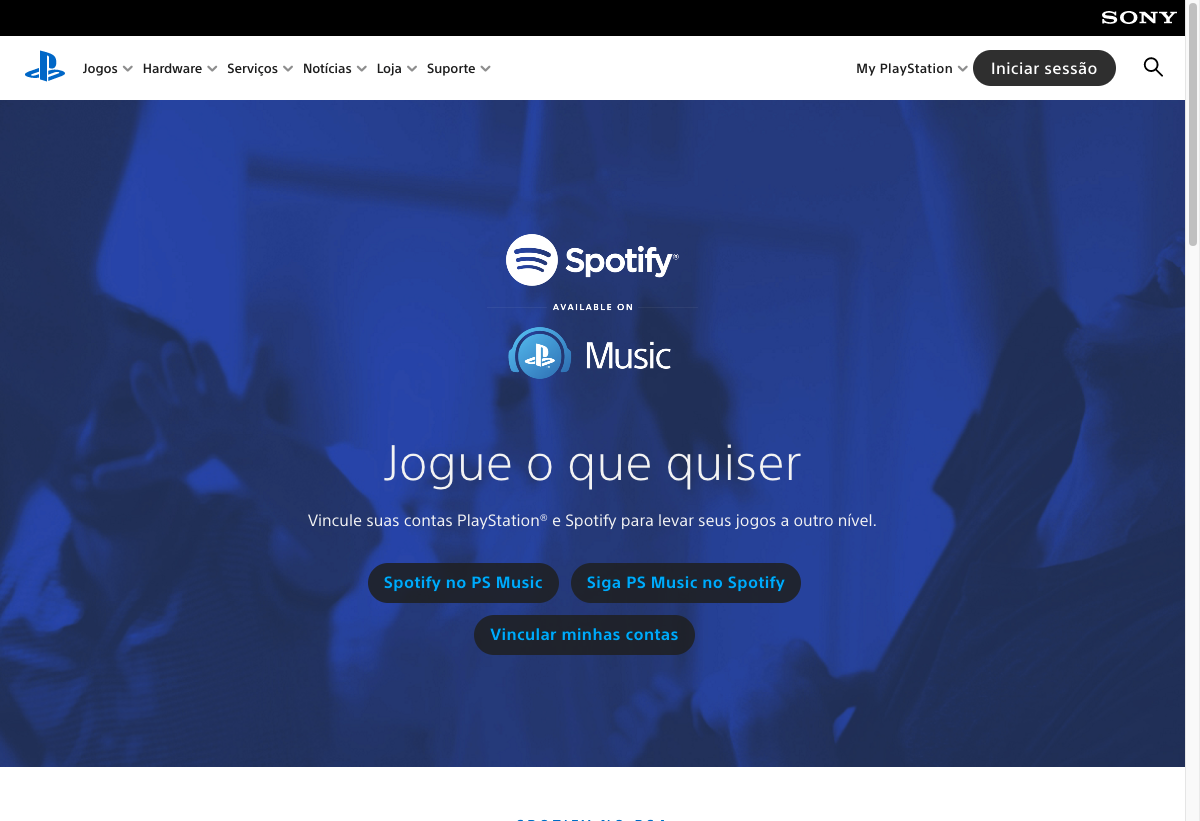 SONY
Jogos Hardware Serviços Notícias Loja Suporte My PlayStation Iniciar sessão
Spotify®
AVAILABLE ON
Music
Jogue o que quiser
Vincule suas contas PlayStation® e Spotify para levar seus jogos a outro nível.
Spotify no PS Music Siga PS Music no Spotify
Vincular minhas contas